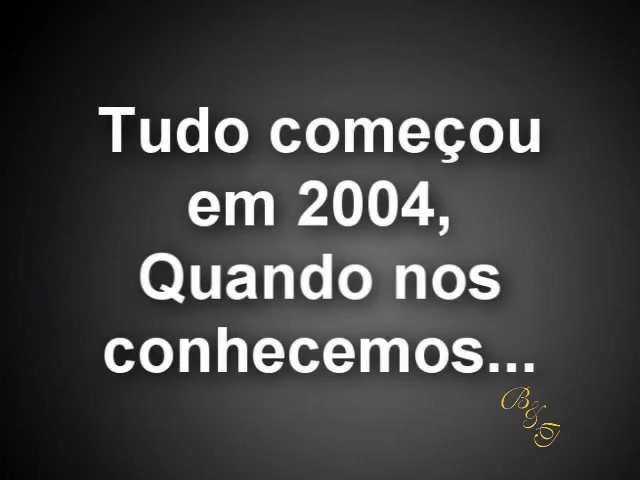 Tudo começou
em 2004,
Quando nos
conhecemos...
B&T